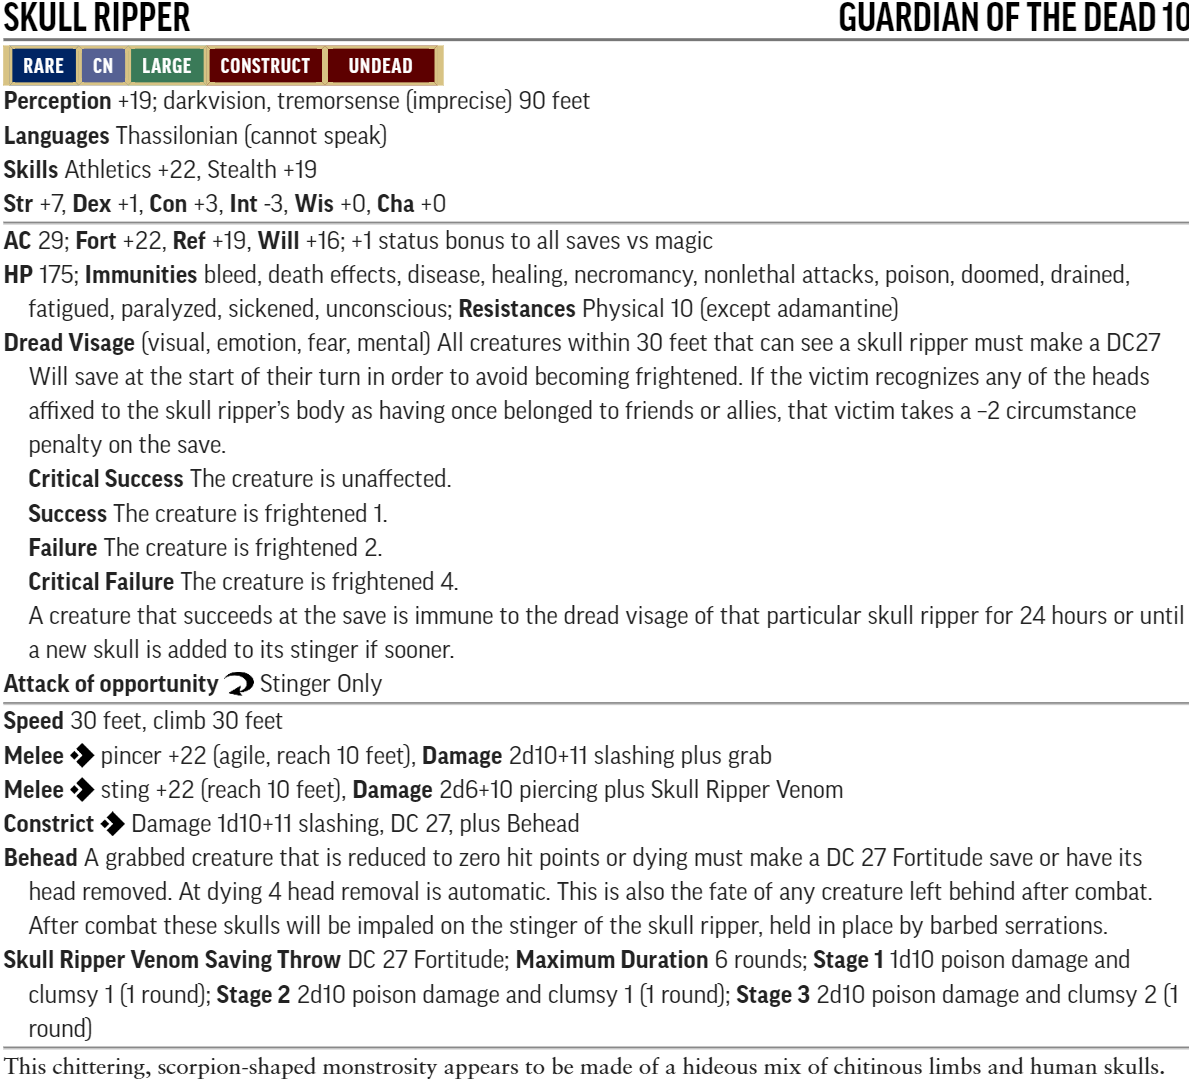 SKULL RIPPER GUARDIAN OF THE DEAD 10
RARE CN LARGE CONSTRUCT UNDEAD
Perception +19; darkvision, tremorsense (imprecise) 90 feet
Languages Thassilonian (cannot speak)
Skills Athletics +22, Stealth +19
Str +7, Dex +1, Con +3, Int -3, Wis +0, Cha +0
AC 29; Fort +22, Ref +19, Will +16; +1 status bonus to all saves vs magic
HP 175; Immunities bleed, death effects, disease, healing, necromancy, nonlethal attacks, poison, doomed, drained,
fatigued, paralyzed, sickened, unconscious; Resistances Physical 10 (except adamantine)
Dread Visage (visual, emotion, fear, mental) All creatures within 30 feet that can see a skull ripper must make a DC27
Will save at the start of their turn in order to avoid becoming frightened. If the victim recognizes any of the heads
affixed to the skull ripper's body as having once belonged to friends or allies, that victim takes a –2 circumstance
penalty on the save.
Critical Success The creature is unaffected.
Success The creature is frightened 1.
Failure The creature is frightened 2.
Critical Failure The creature is frightened 4.
A creature that succeeds at the save is immune to the dread visage of that particular skull ripper for 24 hours or until
a new skull is added to its stinger if sooner.
Attack of opportunity Stinger Only
Speed 30 feet, climb 30 feet
Melee pincer +22 (agile, reach 10 feet), Damage 2d10+11 slashing plus grab
Melee sting +22 (reach 10 feet), Damage 2d6+10 piercing plus Skull Ripper Venom
Constrict Damage 1d10+11 slashing, DC 27, plus Behead
Behead A grabbed creature that is reduced to zero hit points or dying must make a DC 27 Fortitude save or have its
head removed. At dying 4 head removal is automatic. This is also the fate of any creature left behind after combat.
After combat these skulls will be impaled on the stinger of the skull ripper, held in place by barbed serrations.
Skull Ripper Venom Saving Throw DC 27 Fortitude; Maximum Duration 6 rounds; Stage 1 1d10 poison damage and
clumsy 1 (1 round); Stage 2 2d10 poison damage and clumsy 1 (1 round); Stage 3 2d10 poison damage and clumsy 2 (1
round)
This chittering, scorpion-shaped monstrosity appears to be made of a hideous mix of chitinous limbs and human skulls.